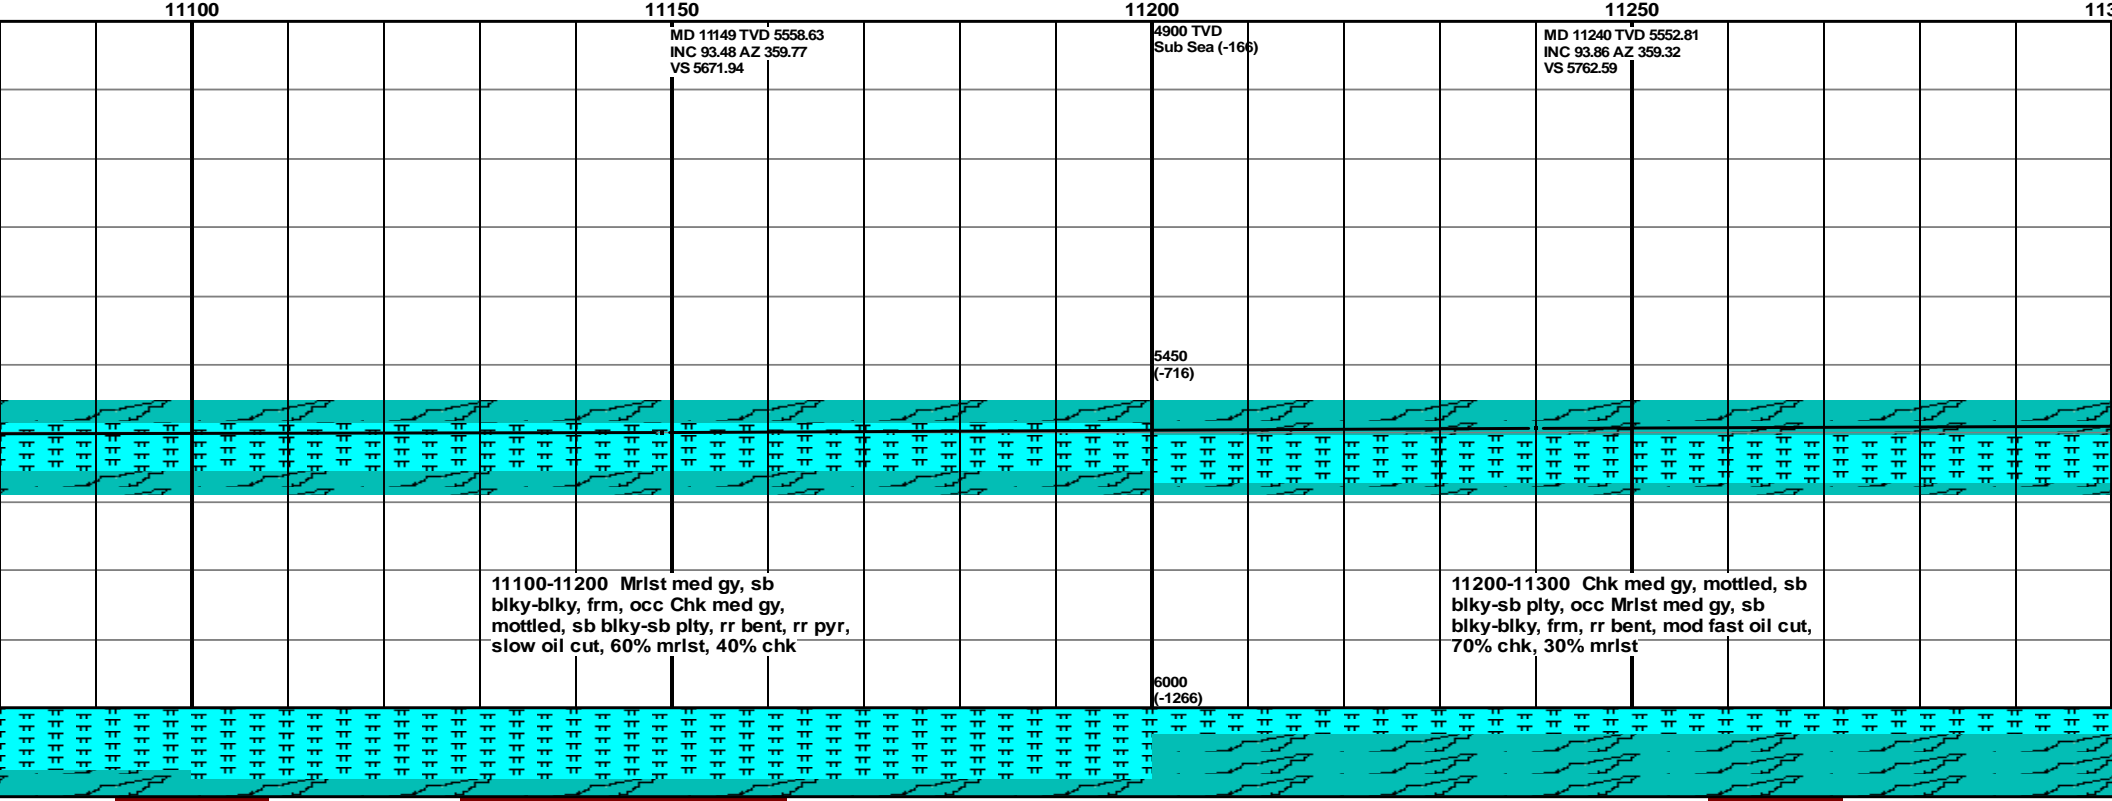 11100
11150
11200
11250
113
MD 11149 TVD 5558.63
INC 93.48 AZ 359.77
VS 5671.94
4900 TVD
Sub Sea (-166)
MD 11240 TVD 5552.81
INC 93.86 AZ 359.32
VS 5762.59
5450
(-716)
11100-11200 Mrlst med gy, sb
blky-blky, frm, occ Chk med gy,
mottled, sb blky-sb plty, rr bent, rr pyr,
slow oil cut, 60% mrlst, 40% chk
11200-11300 Chk med gy, mottled, sb
blky-sb plty, occ Mrlst med gy, sb
blky-blky, frm, rr bent, mod fast oil cut,
70% chk, 30% mrlst
6000
(-1266)